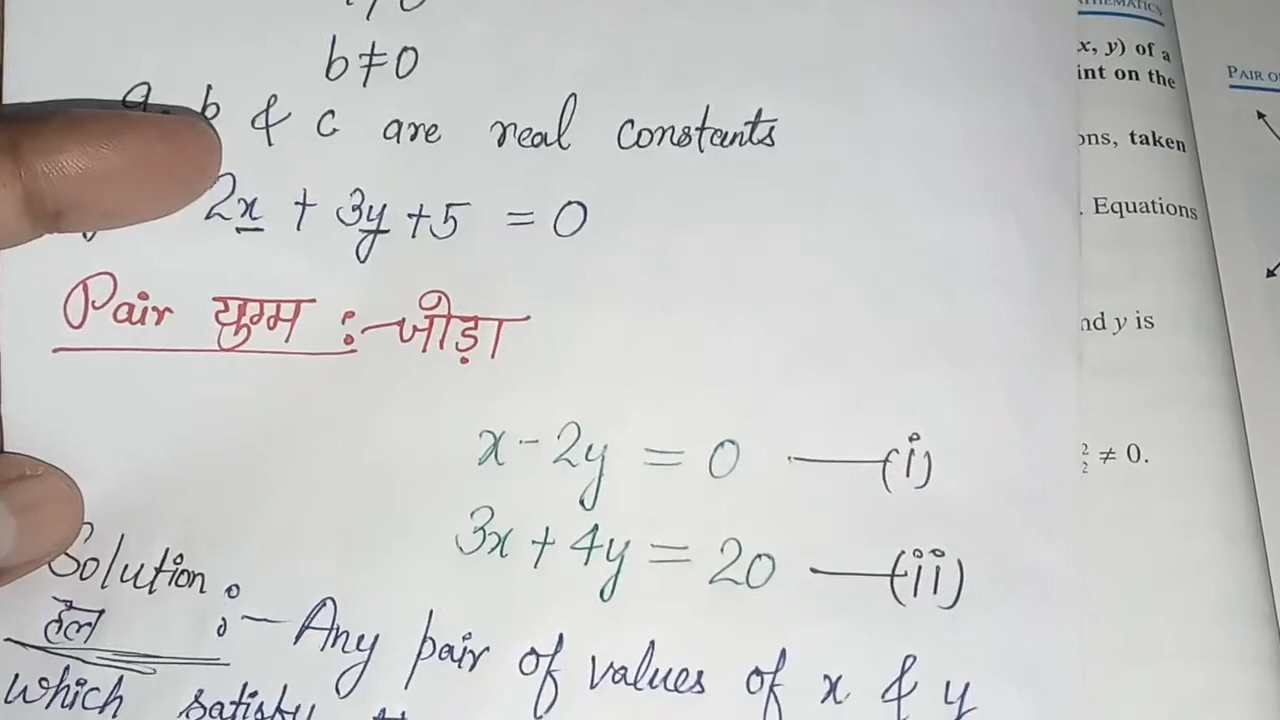 b≠0
a, b & c are real constants
2x + 3y + 5 = 0
Pair युग्म :- जोड़ा
x - 2y = 0 —(i)
3x + 4y = 20 —(ii)
Solution
हल :- Any pair of values of x & y
which satisfy
x, y) of a
int on the
ons, taken
. Equations
nd y is
≠ 0.
PAIR O